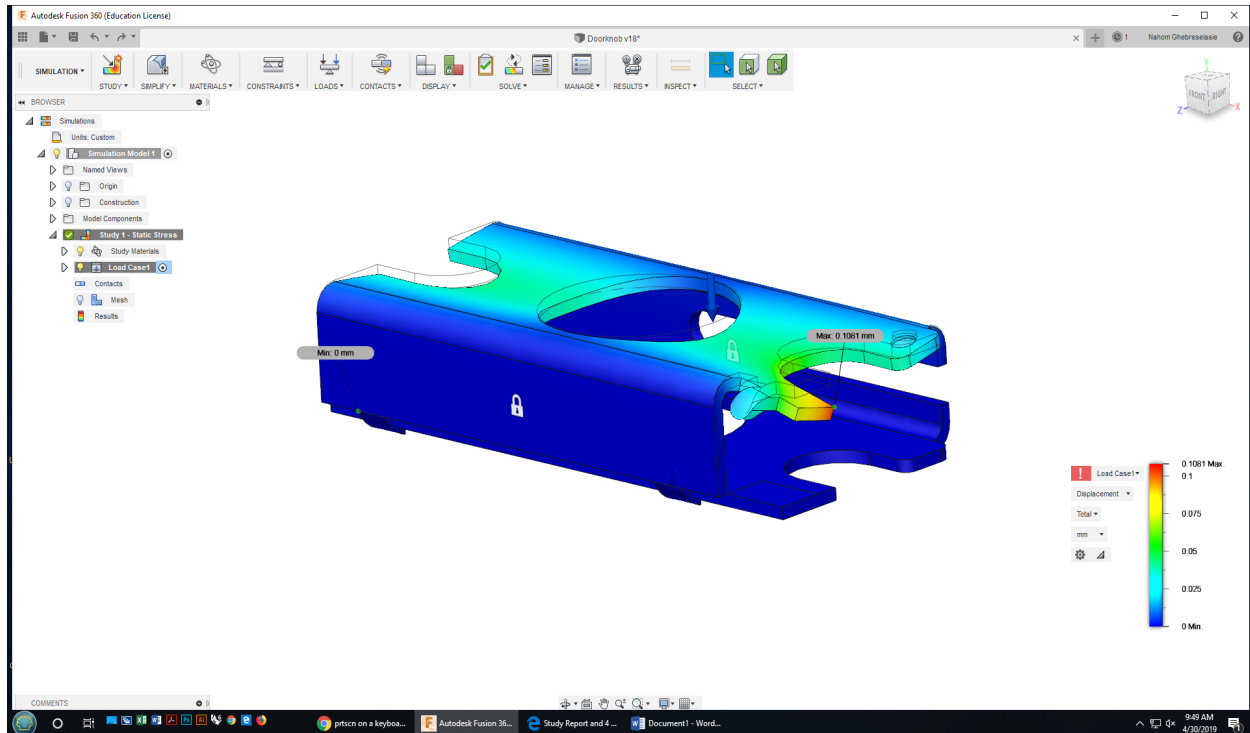 Autodesk Fusion 360 (Education License)
Doorknob v18*
1
Nahom Ghebreselasie
SIMULATION
STUDY
SIMPLIFY
MATERIALS
CONSTRAINTS
LOADS
CONTACTS
DISPLAY
SOLVE
MANAGE
RESULTS
INSPECT
SELECT
BROWSER
Simulations
Units: Custom
Simulation Model 1
Named Views
Origin
Construction
Model Components
Study 1 - Static Stress
Study Materials
Load Case1
Contacts
Mesh
Results
Y
FRONT
RIGHT
Z
X
Max: 0.1081 mm
Min: 0 mm
Load Case1
Displacement
Total
mm
0.1081 Max.
0.1
0.075
0.05
0.025
0 Min.
COMMENTS
prtscn on a keyboa...
Autodesk Fusion 36...
Study Report and 4 ...
Document1 - Word...
9:49 AM
4/30/2019